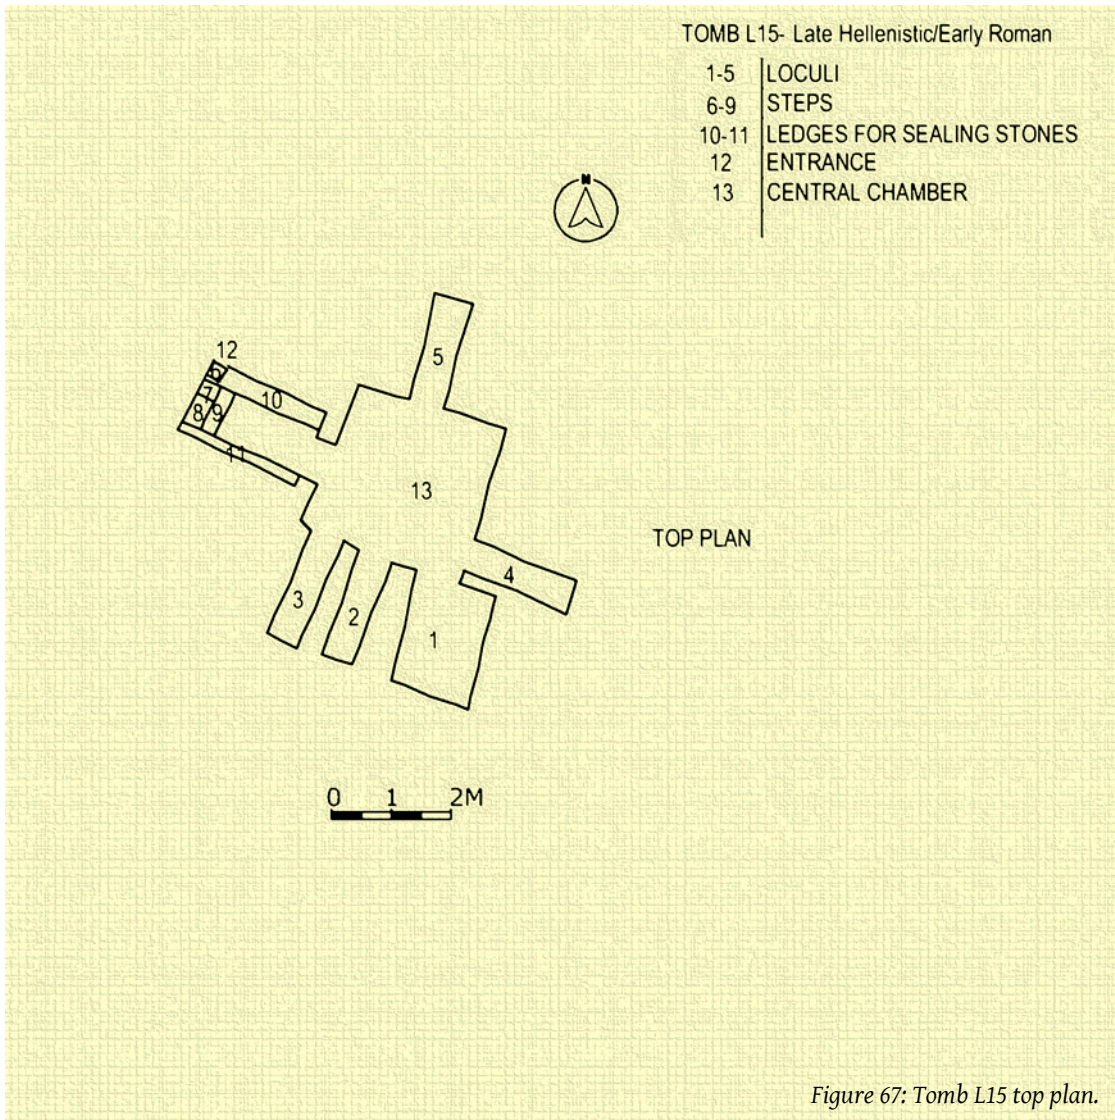 TOMB L15- Late Hellenistic/Early Roman
1-5 LOCULI
6-9 STEPS
10-11 LEDGES FOR SEALING STONES
12 ENTRANCE
13 CENTRAL CHAMBER
N
5
12
6
10
7
8 9
11
13
TOP PLAN
4
3
2
1
0 1 2M
Figure 67: Tomb L15 top plan.